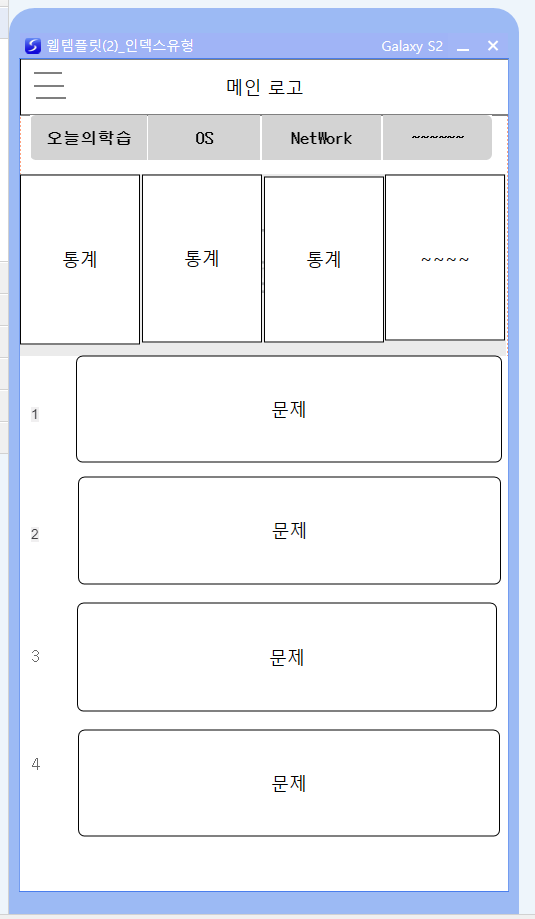 웹템플릿(2)_인덱스유형 Galaxy S2
메인 로고
오늘의학습 OS NetWork ~~~~~~
통계 통계 통계 ~~~~
1 문제
2 문제
3 문제
4 문제